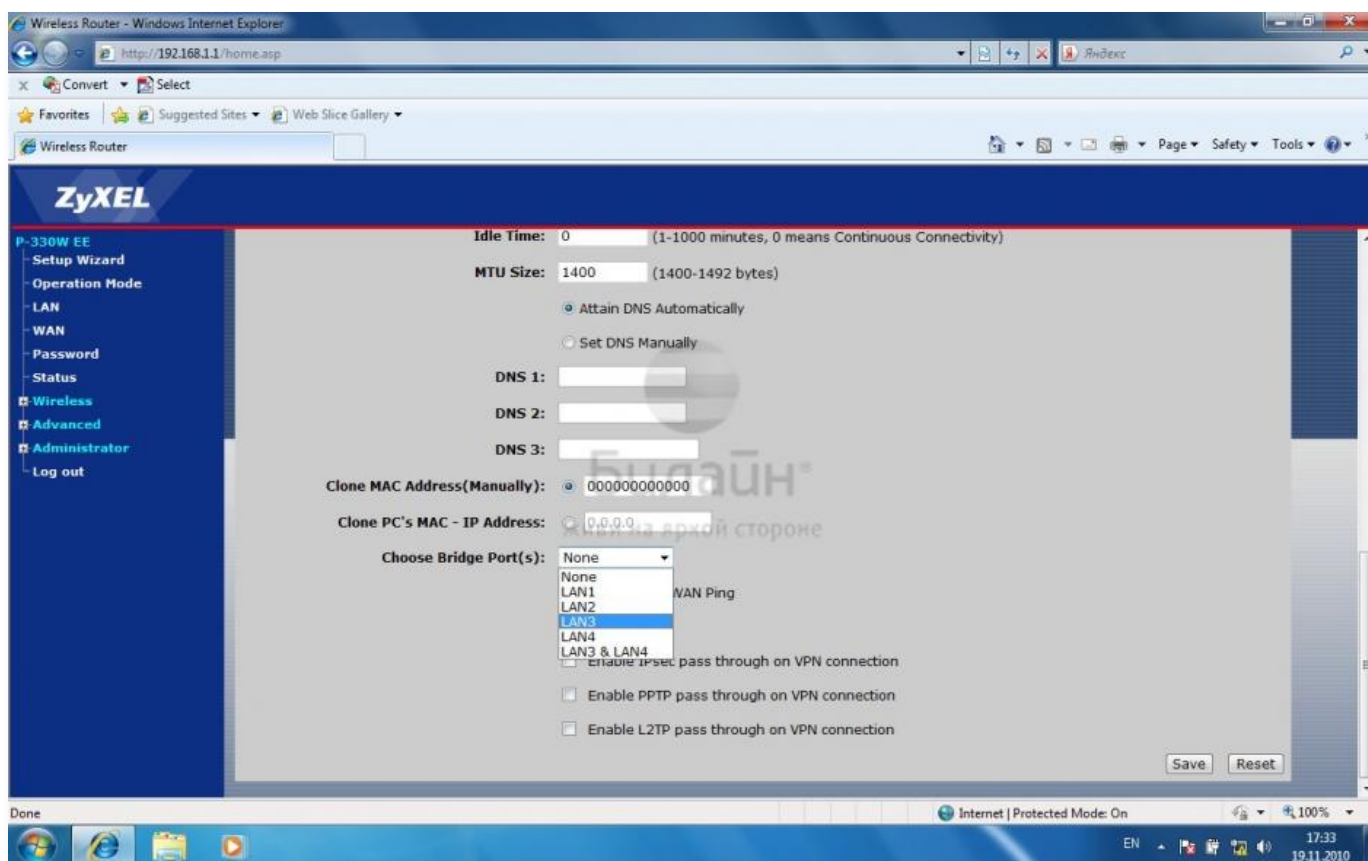 Wireless Router - Windows Internet Explorer
http://192.168.1.1/home.asp
Яндекс
x Convert Select
Favorites Suggested Sites Web Slice Gallery
Wireless Router
Page Safety Tools
ZyXEL
P-330W EE
Setup Wizard
Operation Mode
LAN
WAN
Password
Status
Wireless
Advanced
Administrator
Log out
Idle Time: 0 (1-1000 minutes, 0 means Continuous Connectivity)
MTU Size: 1400 (1400-1492 bytes)
Attain DNS Automatically
Set DNS Manually
DNS 1:
DNS 2:
DNS 3:
Билайн®
Clone MAC Address(Manually): 000000000000
Clone PC's MAC - IP Address: 0.0.0.0
живи на яркой стороне
Choose Bridge Port(s): None
None
LAN1
LAN2
LAN3
LAN4
LAN3 & LAN4
WAN Ping
Enable IPsec pass through on VPN connection
Enable PPTP pass through on VPN connection
Enable L2TP pass through on VPN connection
Save Reset
Done
Internet | Protected Mode: On
100%
EN
17:33
19.11.2010